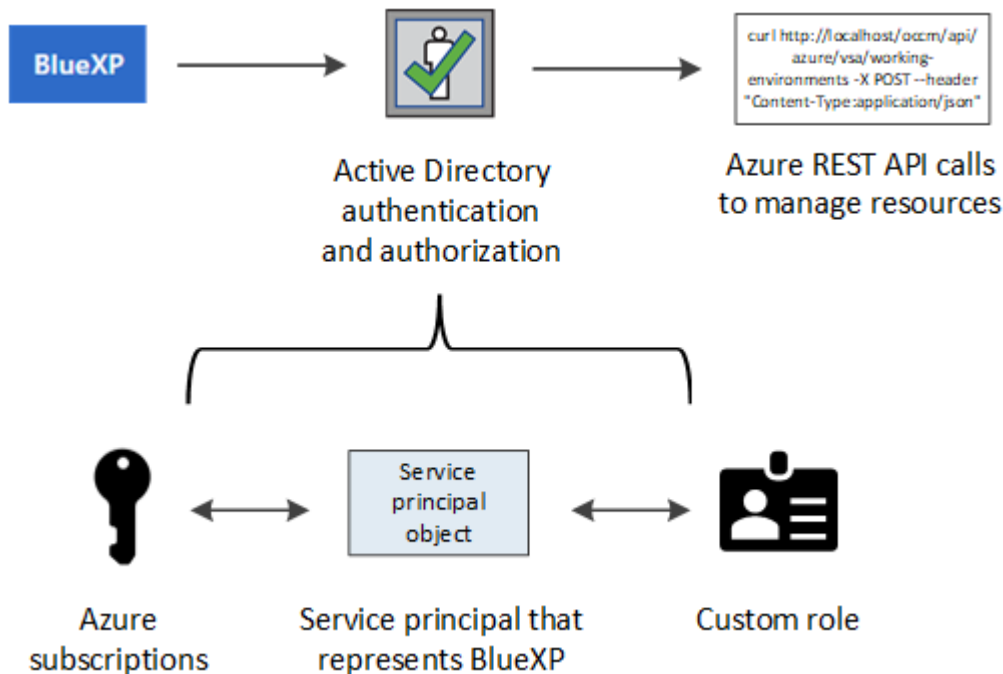 BlueXP
curl http://localhost/occm/api/
azure/vsa/working-
environments -X POST --header
"Content-Type:application/json"
Active Directory
authentication
and authorization
Azure REST API calls
to manage resources
Service
principal
object
Azure
subscriptions
Service principal that
represents BlueXP
Custom role